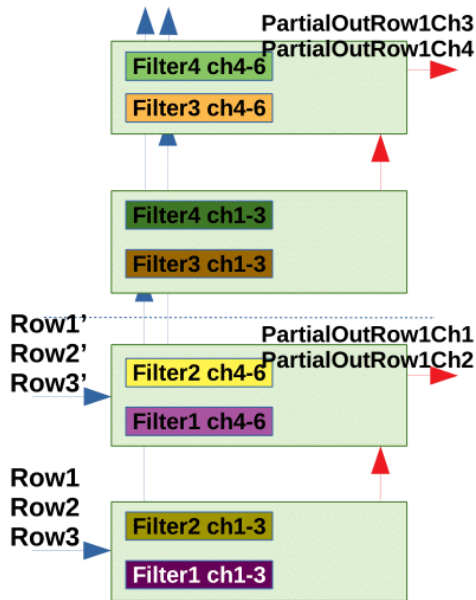 PartialOutRow1Ch3
PartialOutRow1Ch4
Filter4 ch4-6
Filter3 ch4-6
Filter4 ch1-3
Filter3 ch1-3
Row1’
Row2’
Row3’
PartialOutRow1Ch1
PartialOutRow1Ch2
Filter2 ch4-6
Filter1 ch4-6
Row1
Row2
Row3
Filter2 ch1-3
Filter1 ch1-3